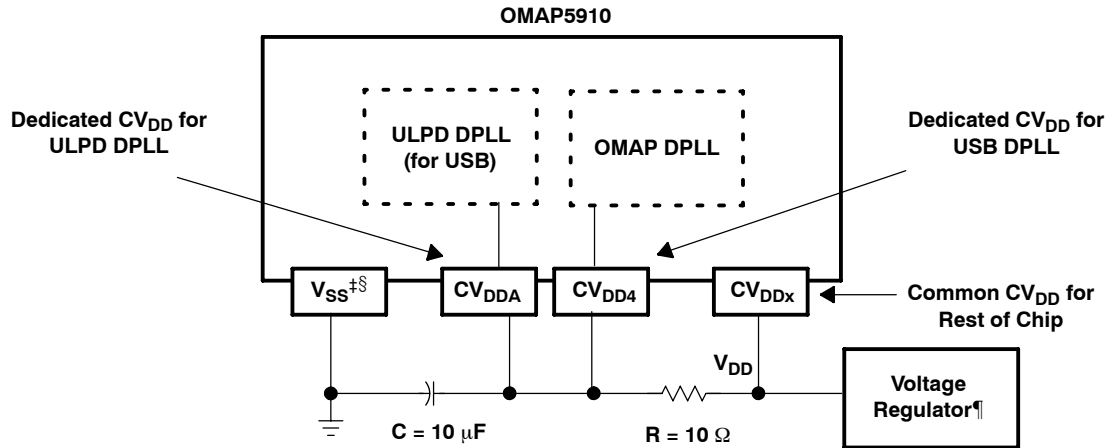 OMAP5910
Dedicated CVDD for
ULPD DPLL
ULPD DPLL
(for USB)
OMAP DPLL
Dedicated CVDD for
USB DPLL
VSS‡§
CVDDA
CVDD4
CVDDx
Common CVDD for
Rest of Chip
VDD
Voltage
Regulator¶
C = 10 μF
R = 10 Ω